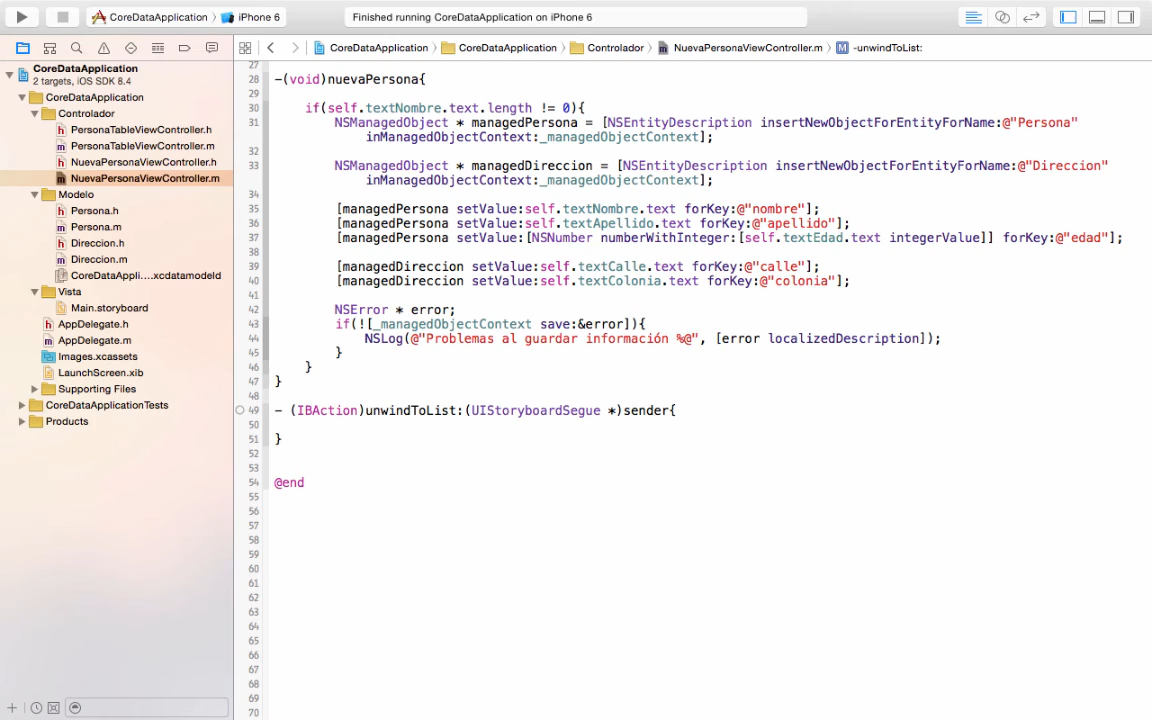 CoreDataApplication
iPhone 6
Finished running CoreDataApplication on iPhone 6
CoreDataApplication
CoreDataApplication
Controlador
NuevaPersonaViewController.m
M
-unwindToList:
CoreDataApplication
2 targets, iOS SDK 8.4
CoreDataApplication
Controlador
h PersonaTableViewController.h
m PersonaTableViewController.m
h NuevaPersonaViewController.h
m NuevaPersonaViewController.m
Modelo
h Persona.h
m Persona.m
h Direccion.h
m Direccion.m
CoreDataAppli....xcdatamodeld
Vista
Main.storyboard
h AppDelegate.h
m AppDelegate.m
Images.xcassets
LaunchScreen.xib
Supporting Files
CoreDataApplicationTests
Products
27
28 -(void)nuevaPersona{
29
30 if(self.textNombre.text.length != 0){
31 NSManagedObject * managedPersona = [NSEntityDescription insertNewObjectForEntityForName:@"Persona"
inManagedObjectContext:_managedObjectContext];
32
33 NSManagedObject * managedDireccion = [NSEntityDescription insertNewObjectForEntityForName:@"Direccion"
inManagedObjectContext:_managedObjectContext];
34
35 [managedPersona setValue:self.textNombre.text forKey:@"nombre"];
36 [managedPersona setValue:self.textApellido.text forKey:@"apellido"];
37 [managedPersona setValue:[NSNumber numberWithInteger:[self.textEdad.text integerValue]] forKey:@"edad"];
38
39 [managedDireccion setValue:self.textCalle.text forKey:@"calle"];
40 [managedDireccion setValue:self.textColonia.text forKey:@"colonia"];
41
42 NSError * error;
43 if(![_managedObjectContext save:&error]){
44 NSLog(@"Problemas al guardar información %@", [error localizedDescription]);
45 }
46 }
47 }
48
49 - (IBAction)unwindToList:(UIStoryboardSegue *)sender{
50
51 }
52
53
54 @end
55
56
57
58
59
60
61
62
63
64
65
66
67
68
69
70